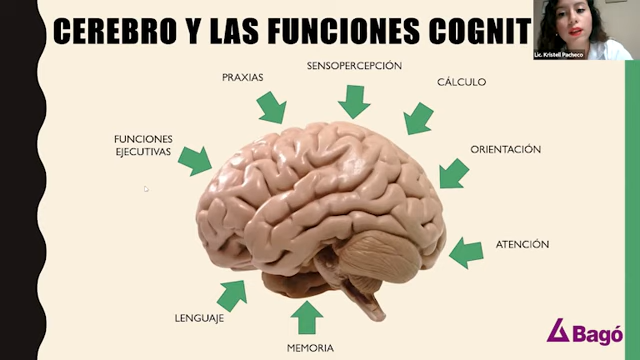 CEREBRO Y LAS FUNCIONES COGNIT
Lic. Kristell Pacheco
SENSOPERCEPCIÓN
PRAXIAS
CÁLCULO
FUNCIONES
EJECUTIVAS
ORIENTACIÓN
ATENCIÓN
LENGUAJE
MEMORIA
Bagó